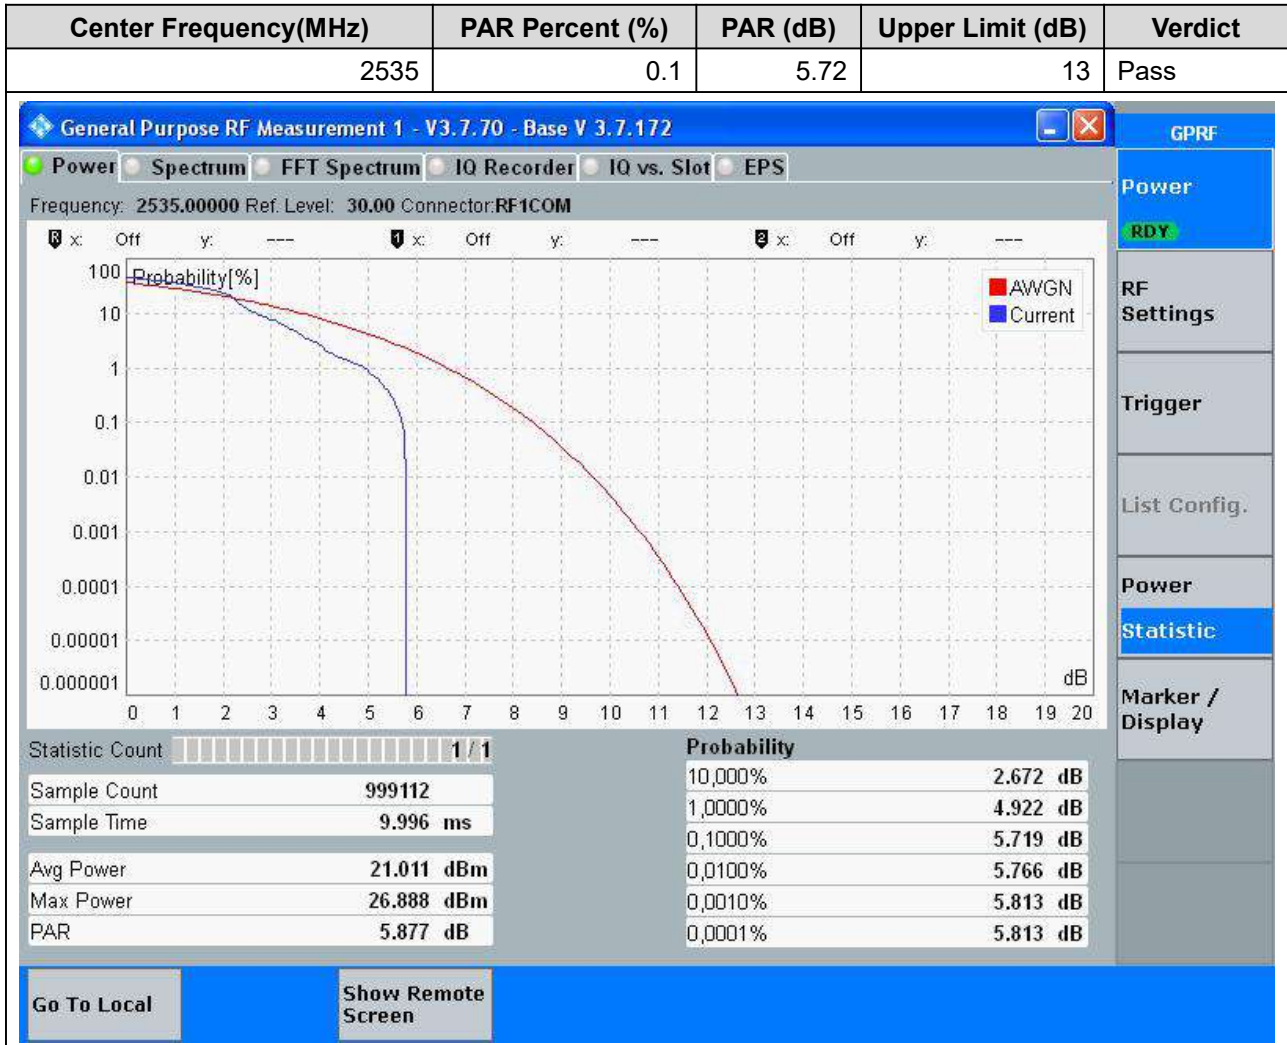 Center Frequency(MHz) PAR Percent (%) PAR (dB) Upper Limit (dB) Verdict
2535 0.1 5.72 13 Pass
General Purpose RF Measurement 1 - V3.7.70 - Base V 3.7.172
GPRF
Power Spectrum FFT Spectrum IQ Recorder IQ vs. Slot EPS
Frequency: 2535.00000 Ref. Level: 30.00 Connector:RF1COM
R x: Off y: --- 1 x: Off y: --- 2 x: Off y: ---
Probability[%]
AWGN
Current
100
10
1
0.1
0.01
0.001
0.0001
0.00001
0.000001
dB
0 1 2 3 4 5 6 7 8 9 10 11 12 13 14 15 16 17 18 19 20
Statistic Count 1 / 1
Sample Count 999112
Sample Time 9.996 ms
Avg Power 21.011 dBm
Max Power 26.888 dBm
PAR 5.877 dB
Probability
10,000% 2.672 dB
1,0000% 4.922 dB
0,1000% 5.719 dB
0,0100% 5.766 dB
0,0010% 5.813 dB
0,0001% 5.813 dB
Power
RDY
RF
Settings
Trigger
List Config.
Power
Statistic
Marker /
Display
Go To Local
Show Remote
Screen